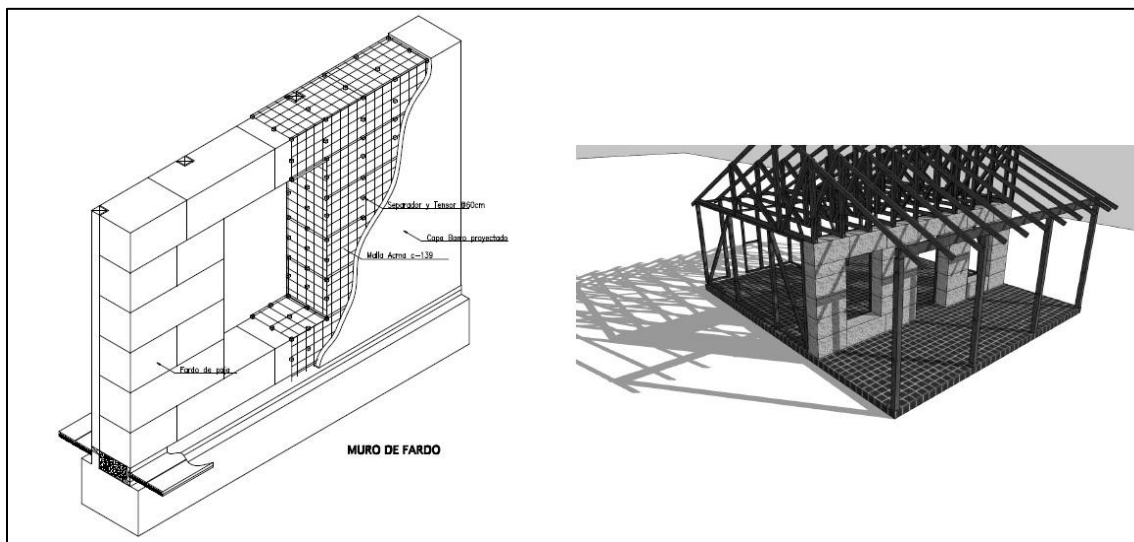 Separador y Tensor @60cm
Capa Barro proyectado
Malla Acma c-139
Fardo de paja
MURO DE FARDO